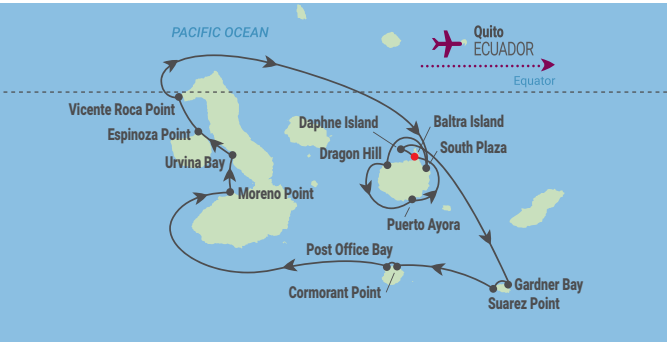 PACIFIC OCEAN
Quito
ECUADOR
Equator
Vicente Roca Point
Espinoza Point
Urvina Bay
Moreno Point
Daphne Island
Baltra Island
Dragon Hill
South Plaza
Puerto Ayora
Post Office Bay
Cormorant Point
Gardner Bay
Suarez Point